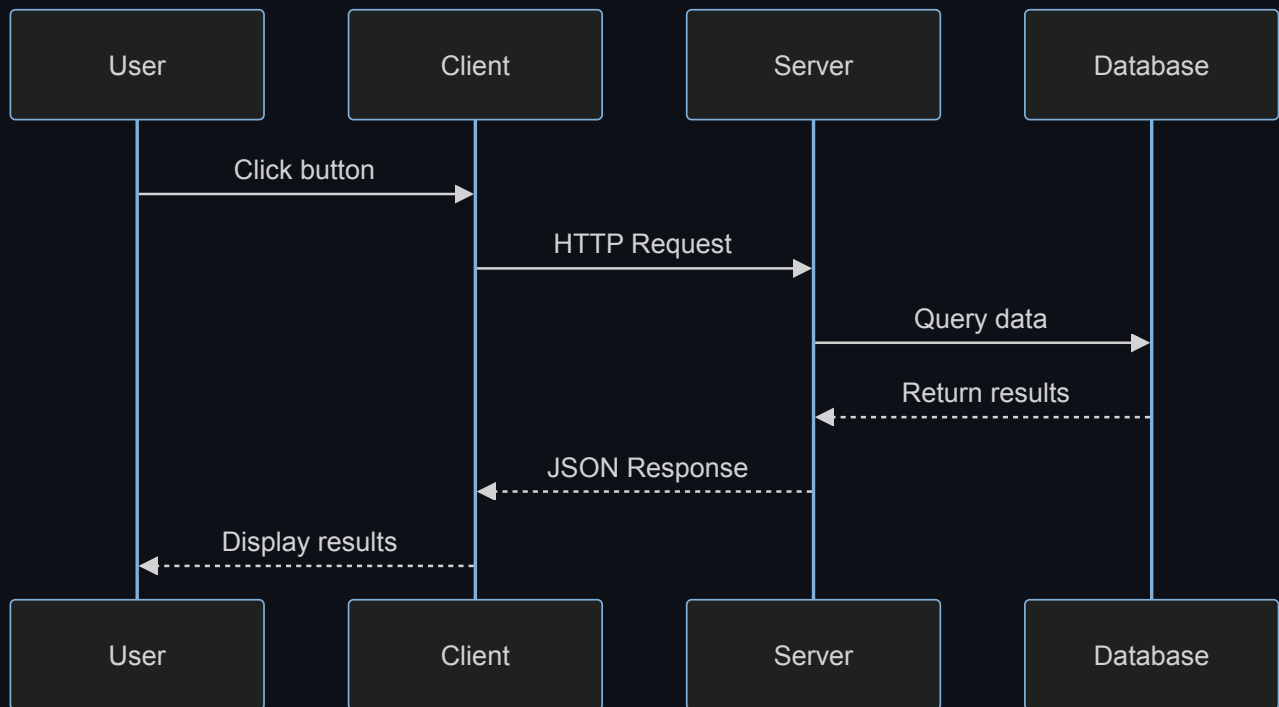 User
Client
Server
Database
Click button
HTTP Request
Query data
Return results
JSON Response
Display results
User
Client
Server
Database